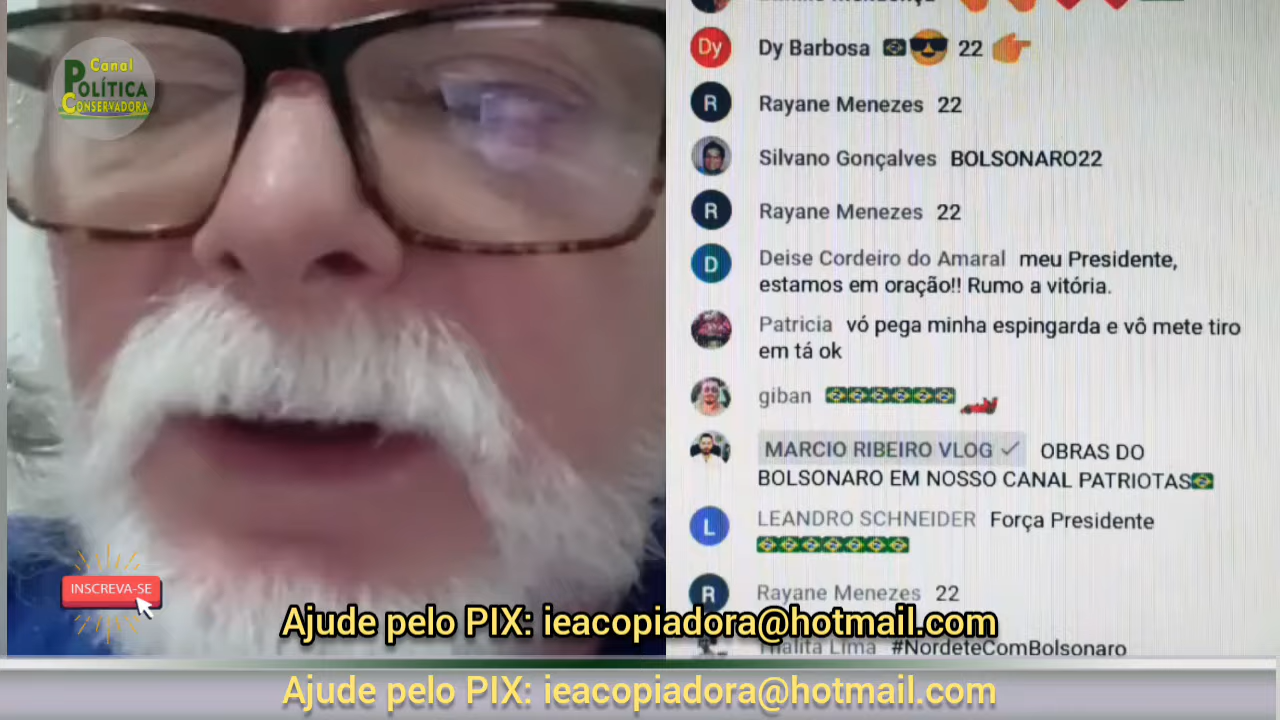 Canal
POLÍTICA
CONSERVADORA
Dy
Dy Barbosa 22
R
Rayane Menezes 22
Silvano Gonçalves BOLSONARO22
R
Rayane Menezes 22
D
Deise Cordeiro do Amaral meu Presidente,
estamos em oração!! Rumo a vitória.
Patricia vó pega minha espingarda e vô mete tiro
em tá ok
giban
MARCIO RIBEIRO VLOG ✓ OBRAS DO
BOLSONARO EM NOSSO CANAL PATRIOTAS
L
LEANDRO SCHNEIDER Força Presidente
R
Rayane Menezes 22
Thalita Lima #NordeteComBolsonaro
INSCREVA-SE
Ajude pelo PIX: ieacopiadora@hotmail.com
Ajude pelo PIX: ieacopiadora@hotmail.com